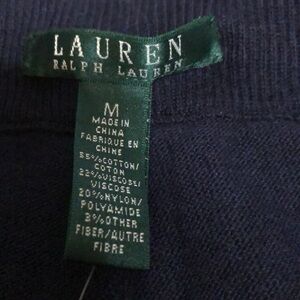 LAUREN
RALPH LAUREN
M
MADE IN
CHINA
FABRIQUE EN
CHINE
55%COTTON/
COTON
22%VISCOSE/
VISCOSE
20%NYLON/
POLYAMIDE
3%OTHER
FIBER/AUTRE
FIBRE